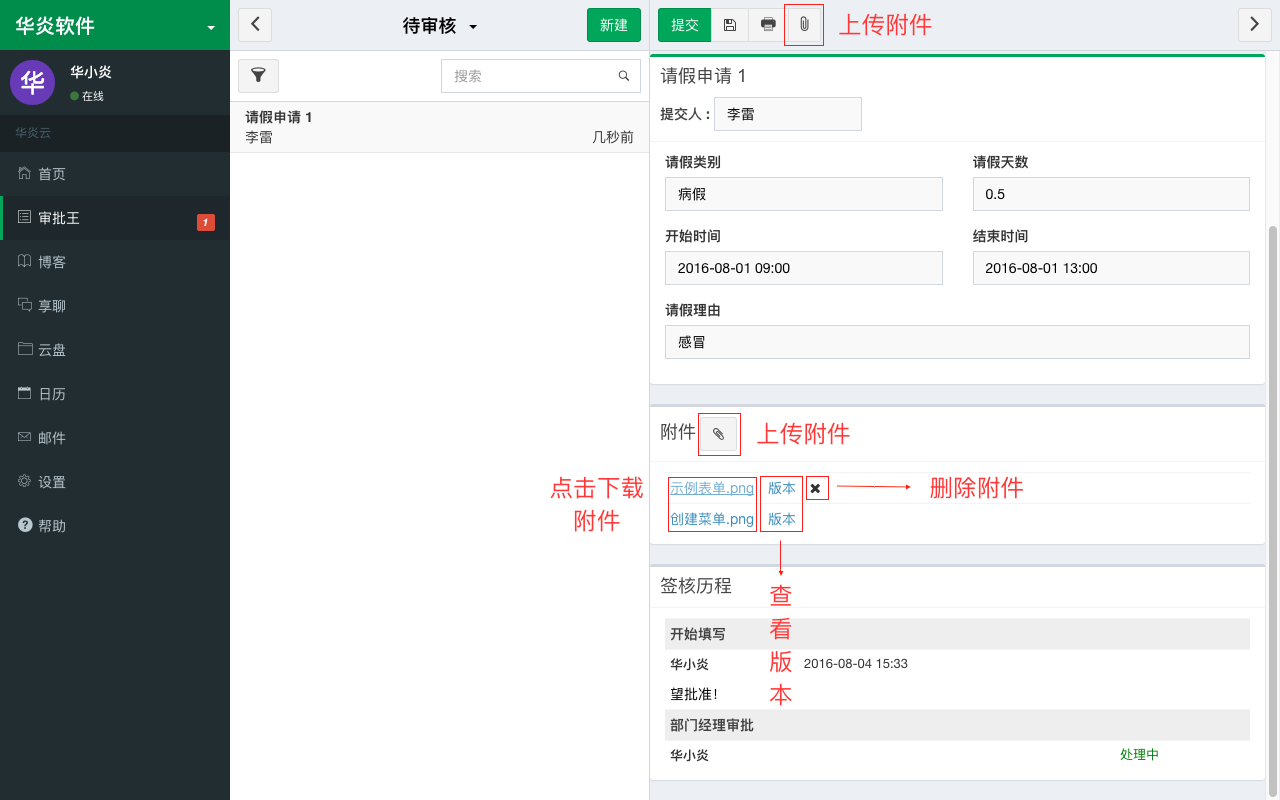 华炎软件
华
华小炎
在线
华炎云
首页
审批王
1
博客
享聊
云盘
日历
邮件
设置
帮助
待审核
新建
搜索
请假申请 1
李雷
几秒前
提交
上传附件
请假申请 1
提交人 : 李雷
请假类别
请假天数
病假
0.5
开始时间
结束时间
2016-08-01 09:00
2016-08-01 13:00
请假理由
感冒
附件
上传附件
点击下载
附件
示例表单.png 版本
删除附件
创建菜单.png 版本
查
看
版
本
签核历程
开始填写
华小炎 2016-08-04 15:33
望批准！
部门经理审批
华小炎 处理中